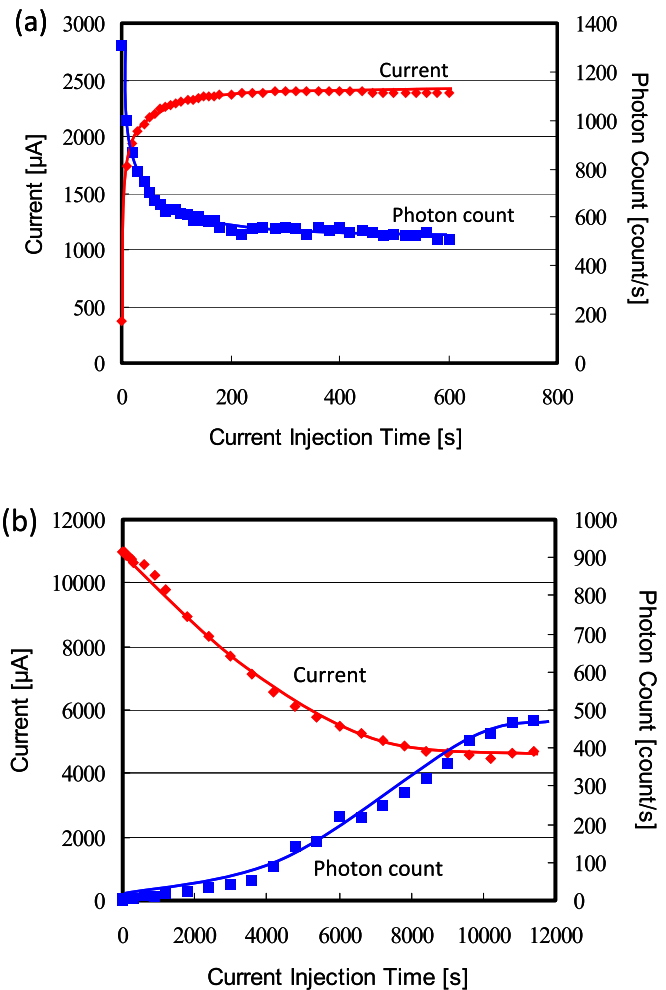 (a)
3000
2500
2000
1500
1000
500
0
Current [µA]
1400
1200
1000
800
600
400
200
0
Photon Count [count/s]
Current
Photon count
0 200 400 600 800
Current Injection Time [s]
(b)
12000
10000
8000
6000
4000
2000
0
Current [µA]
1000
900
800
700
600
500
400
300
200
100
0
Photon Count [count/s]
Current
Photon count
0 2000 4000 6000 8000 10000 12000
Current Injection Time [s]